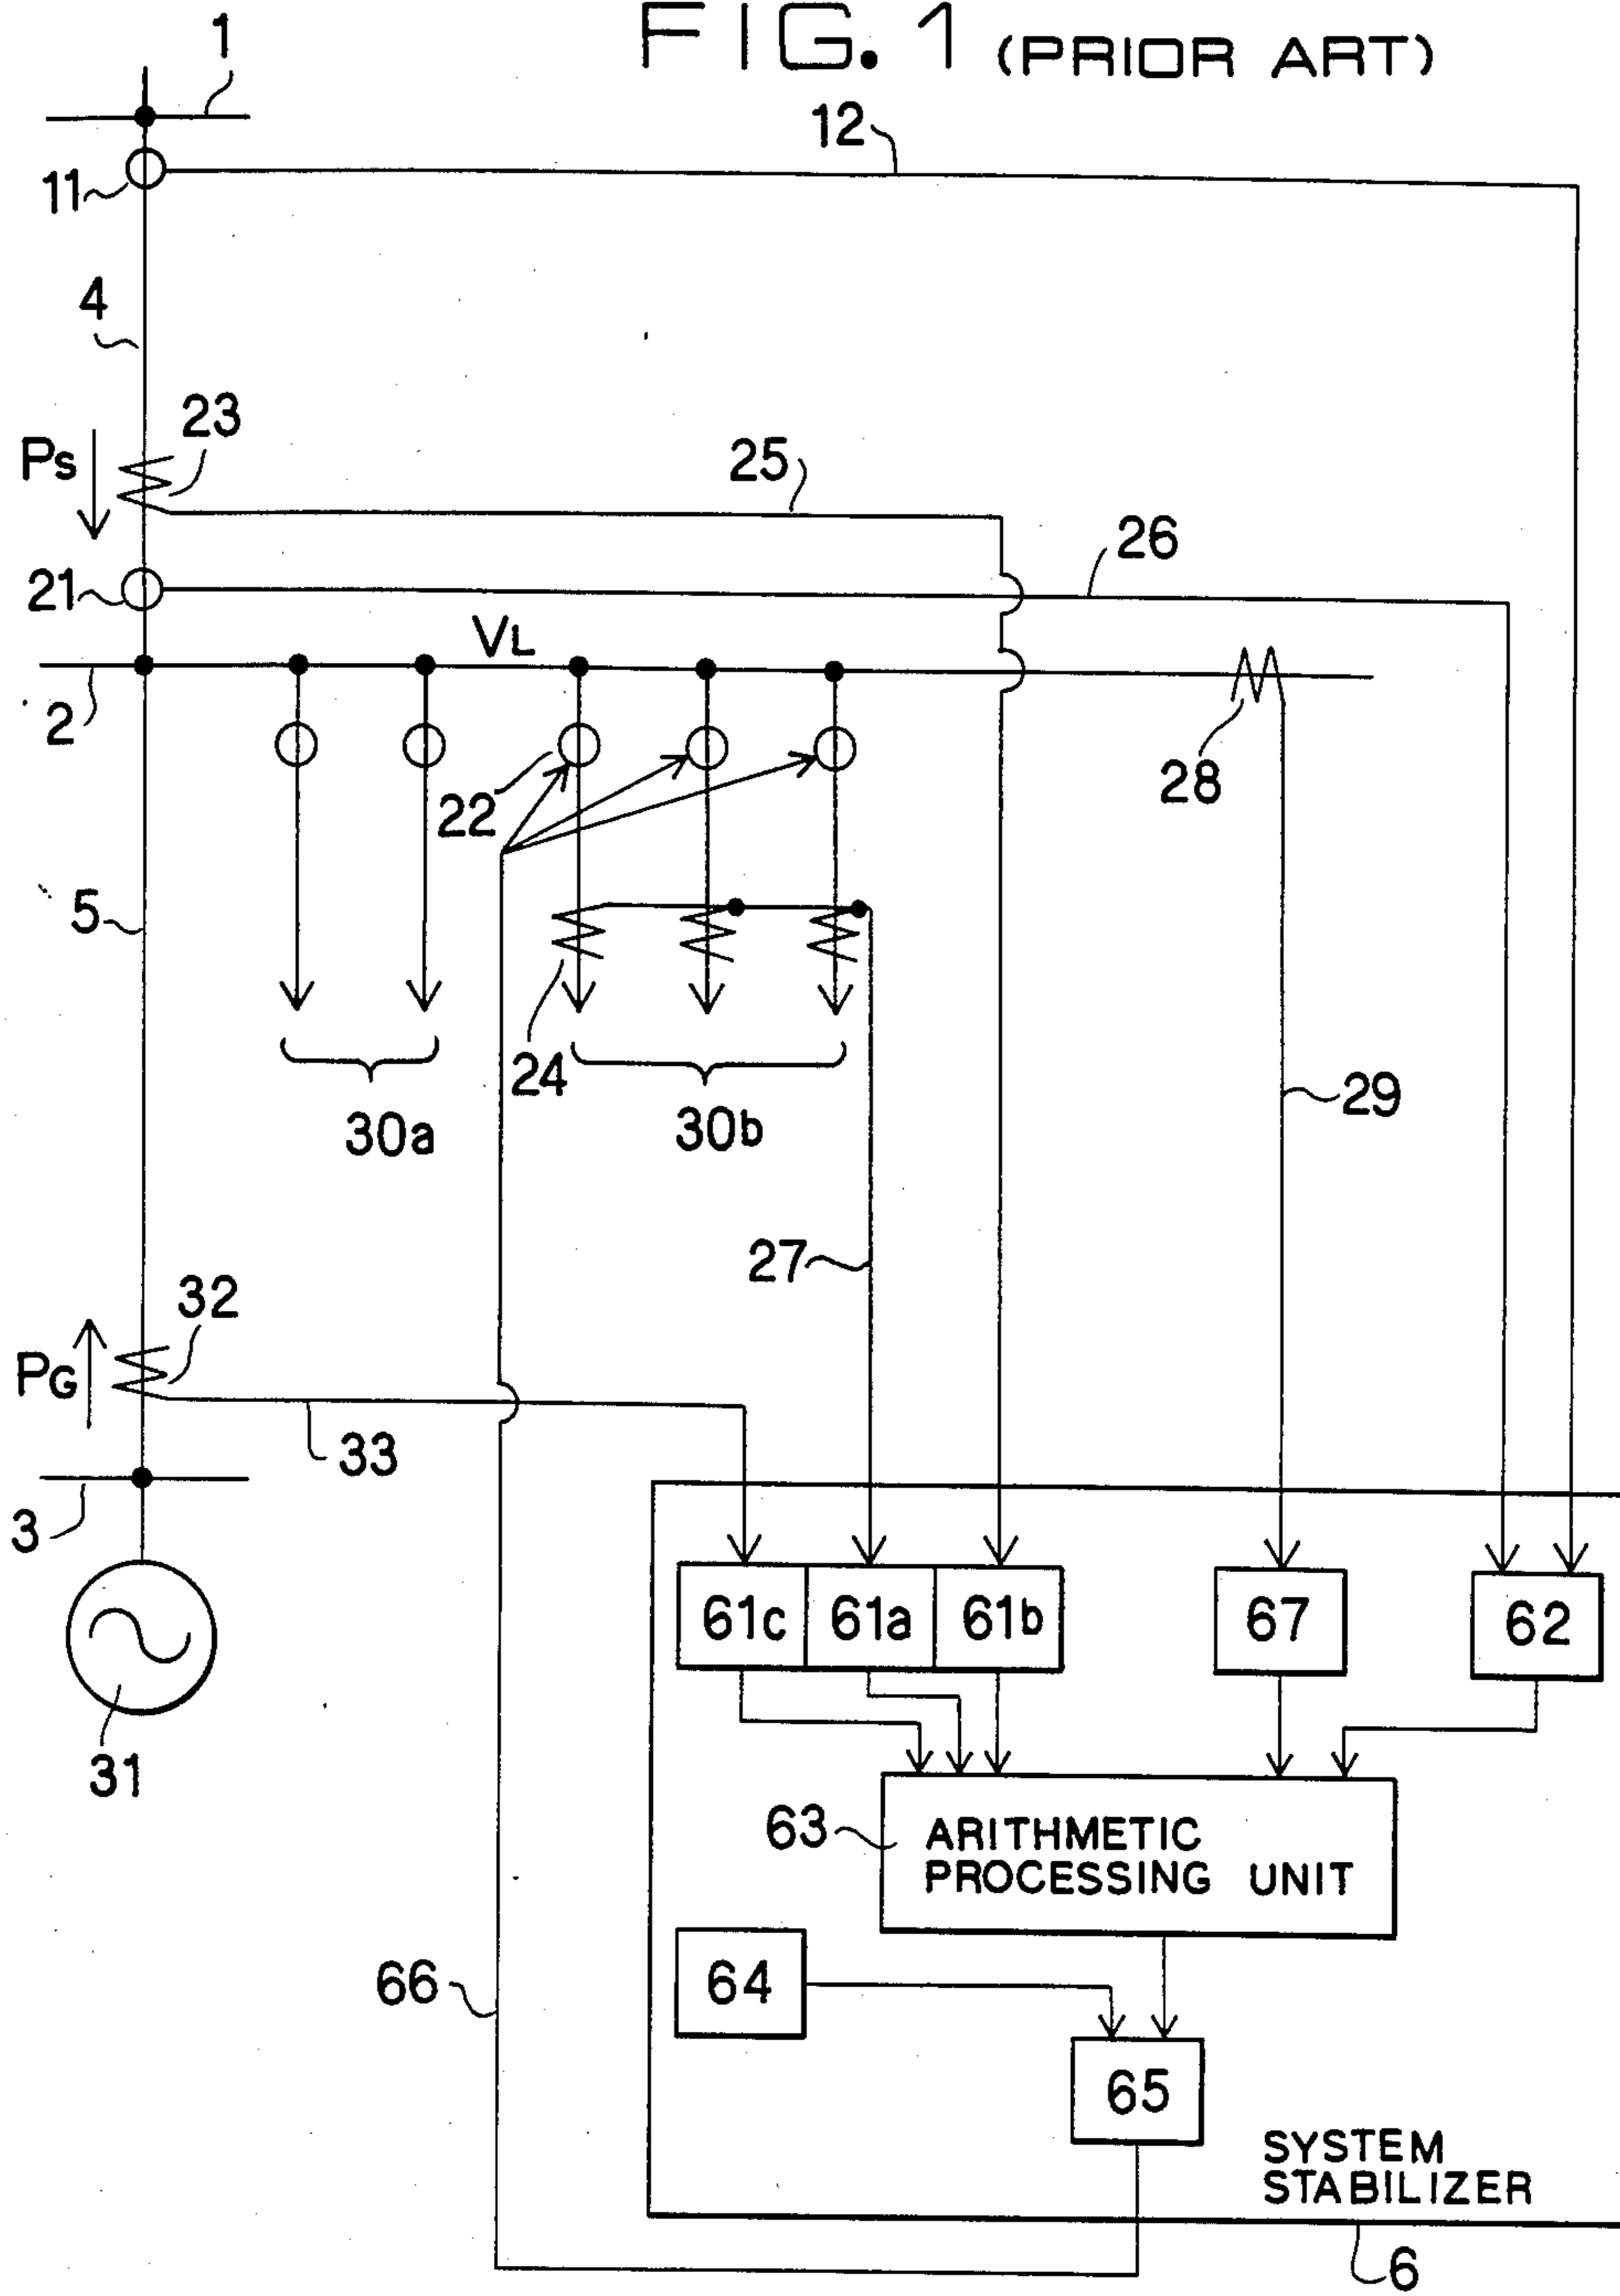 FIG. 1 (PRIOR ART)
1
12
11
4
23
Ps
25
26
21
VL
2
22
28
5
24
30a
30b
29
27
32
PG
33
3
61c
61a
61b
67
62
31
63
ARITHMETIC
PROCESSING UNIT
66
64
65
SYSTEM
STABILIZER
6